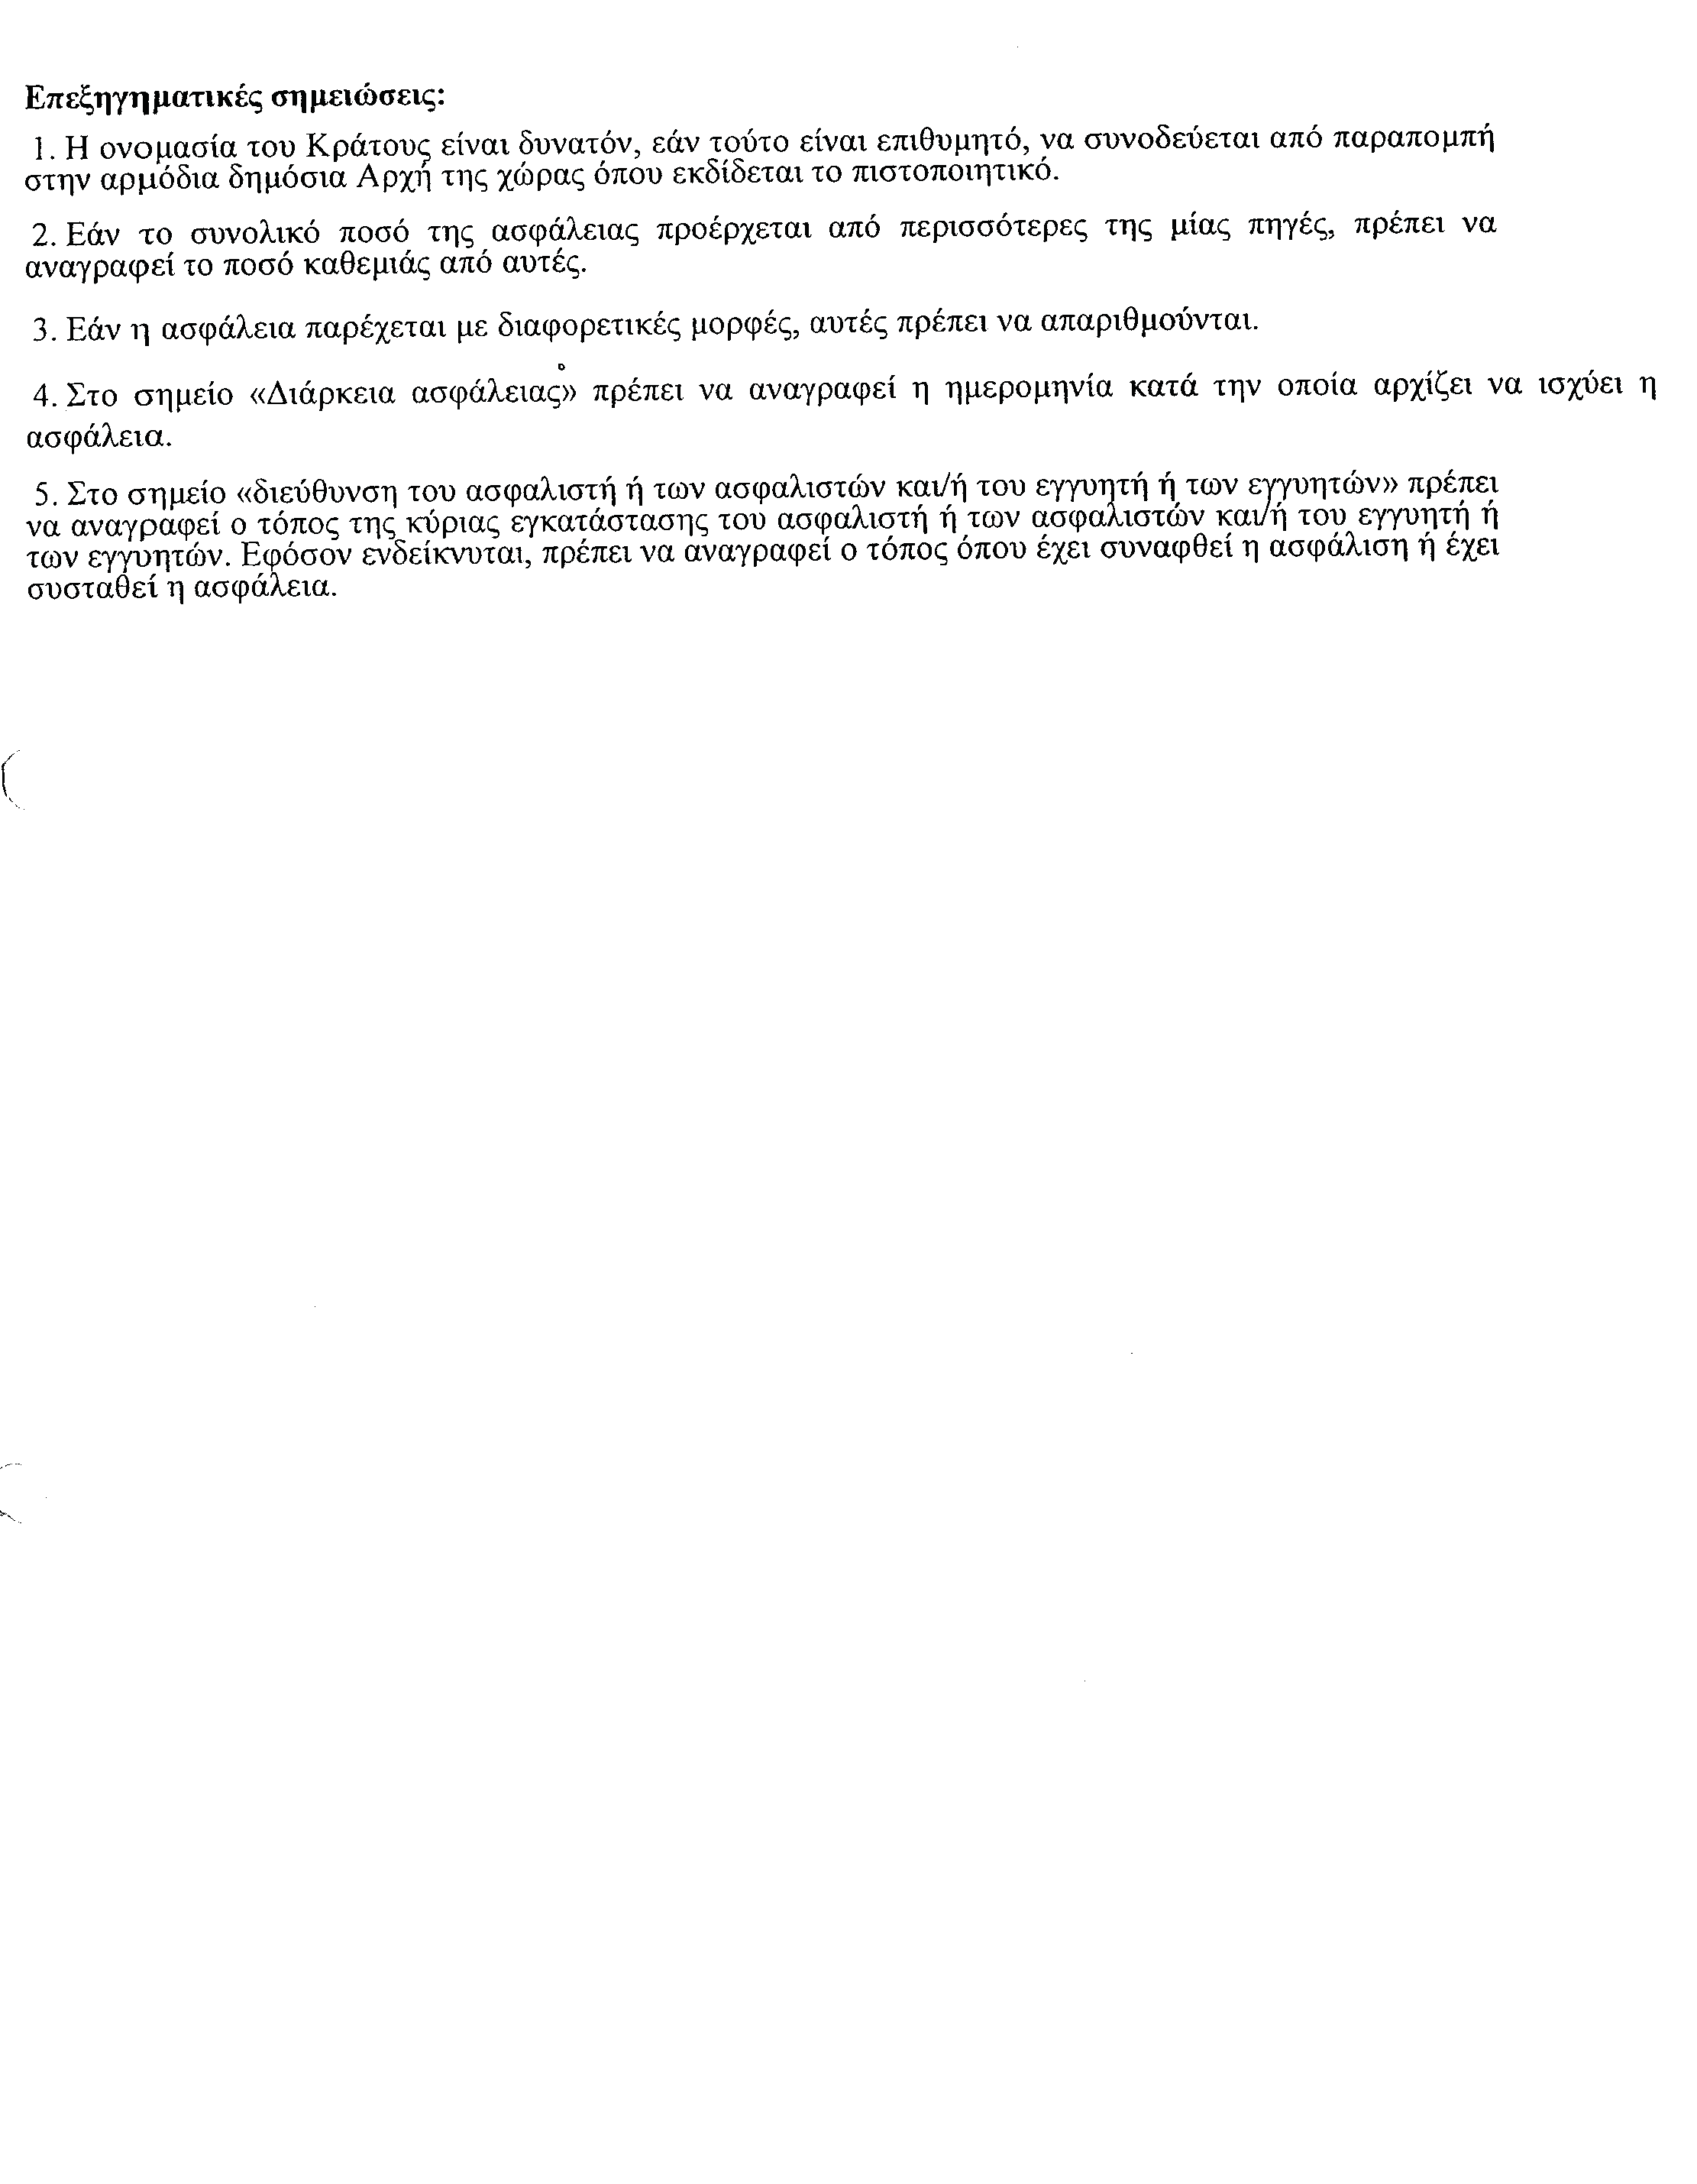 Επεξηγηματικές σημειώσεις:
1. Η ονομασία του Κράτους είναι δυνατόν, εάν τούτο είναι επιθυμητό, να συνοδεύεται από παραπομπή
στην αρμόδια δημόσια Αρχή της χώρας όπου εκδίδεται το πιστοποιητικό.
2. Εάν το συνολικό ποσό της ασφάλειας προέρχεται από περισσότερες της μίας πηγές, πρέπει να
αναγραφεί το ποσό καθεμιάς από αυτές.
3. Εάν η ασφάλεια παρέχεται με διαφορετικές μορφές, αυτές πρέπει να απαριθμούνται.
4. Στο σημείο «Διάρκεια ασφάλειας» πρέπει να αναγραφεί η ημερομηνία κατά την οποία αρχίζει να ισχύει η
ασφάλεια.
5. Στο σημείο «διεύθυνση του ασφαλιστή ή των ασφαλιστών και/ή του εγγυητή ή των εγγυητών» πρέπει
να αναγραφεί ο τόπος της κύριας εγκατάστασης του ασφαλιστή ή των ασφαλιστών και/ή του εγγυητή ή
των εγγυητών. Εφόσον ενδείκνυται, πρέπει να αναγραφεί ο τόπος όπου έχει συναφθεί η ασφάλιση ή έχει
συσταθεί η ασφάλεια.